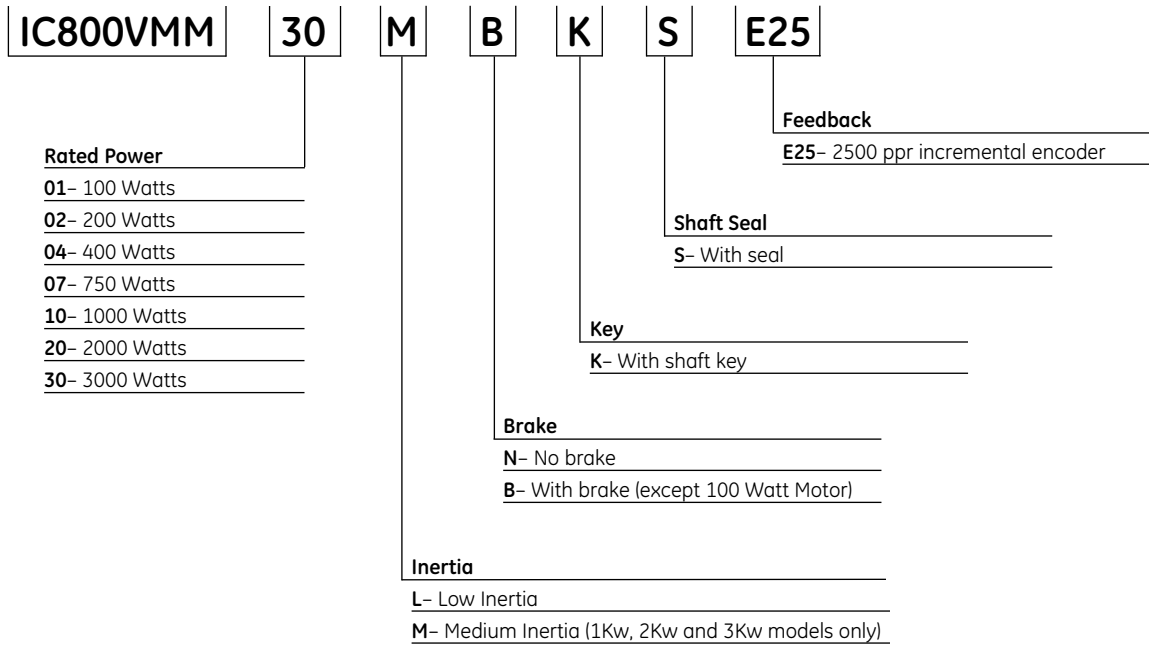 IC800VMM 30 M B K S E25
Feedback
E25– 2500 ppr incremental encoder
Rated Power
01– 100 Watts
02– 200 Watts
04– 400 Watts
07– 750 Watts
10– 1000 Watts
20– 2000 Watts
30– 3000 Watts
Shaft Seal
S– With seal
Key
K– With shaft key
Brake
N– No brake
B– With brake (except 100 Watt Motor)
Inertia
L– Low Inertia
M– Medium Inertia (1Kw, 2Kw and 3Kw models only)